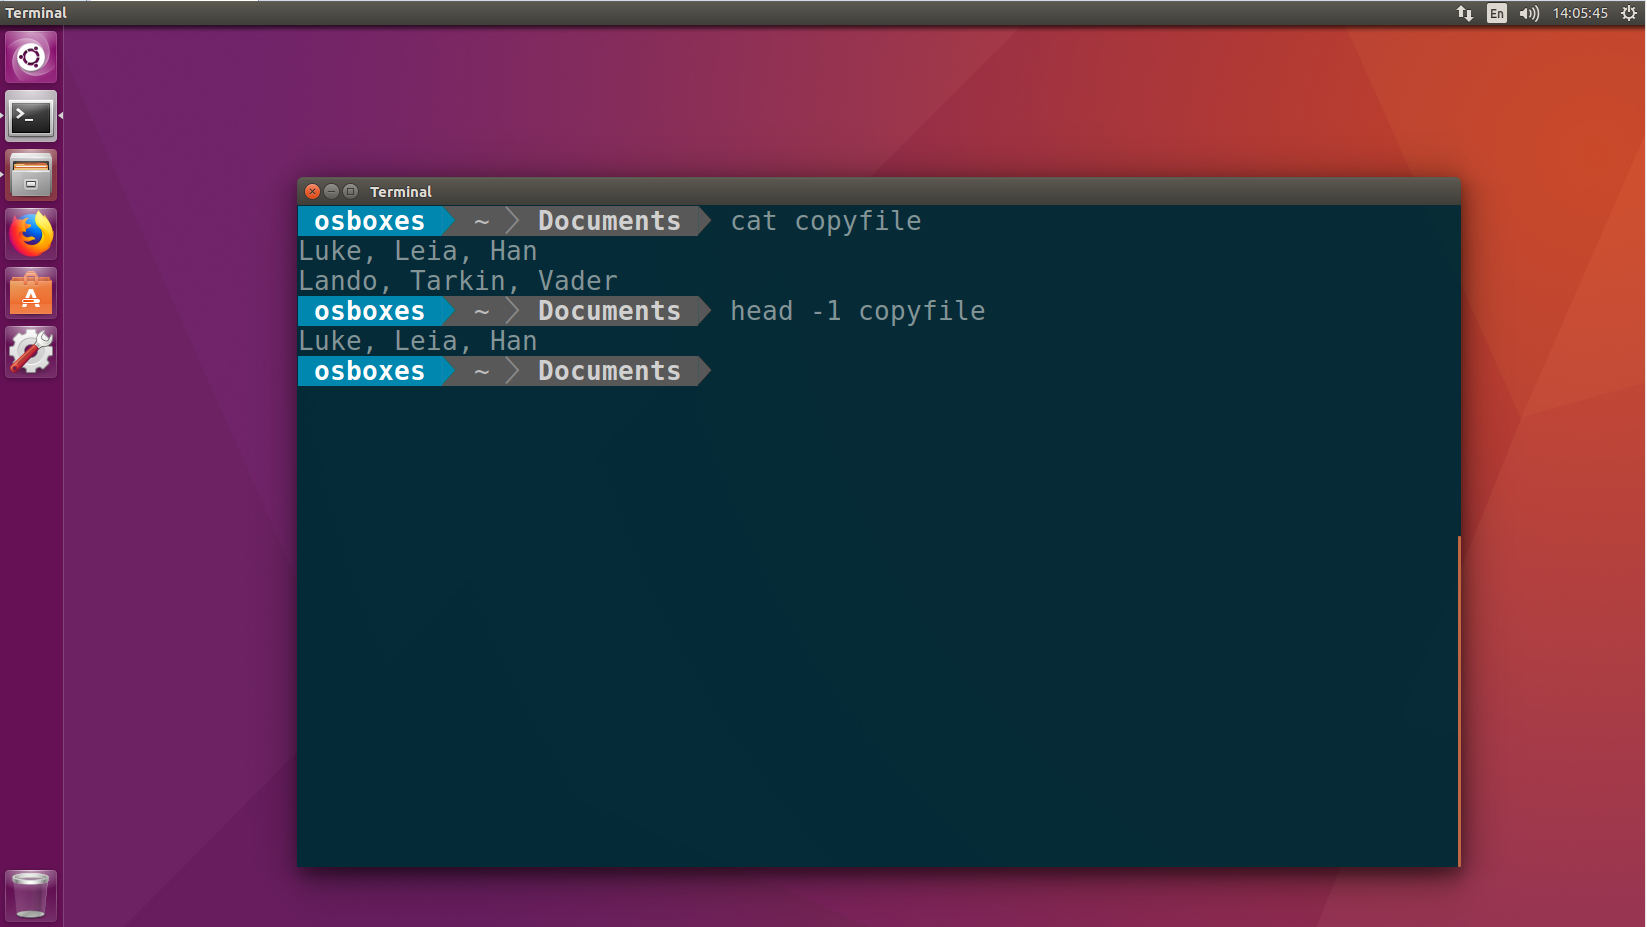 Terminal
En 14:05:45
Terminal
osboxes ~ Documents cat copyfile
Luke, Leia, Han
Lando, Tarkin, Vader
osboxes ~ Documents head -1 copyfile
Luke, Leia, Han
osboxes ~ Documents